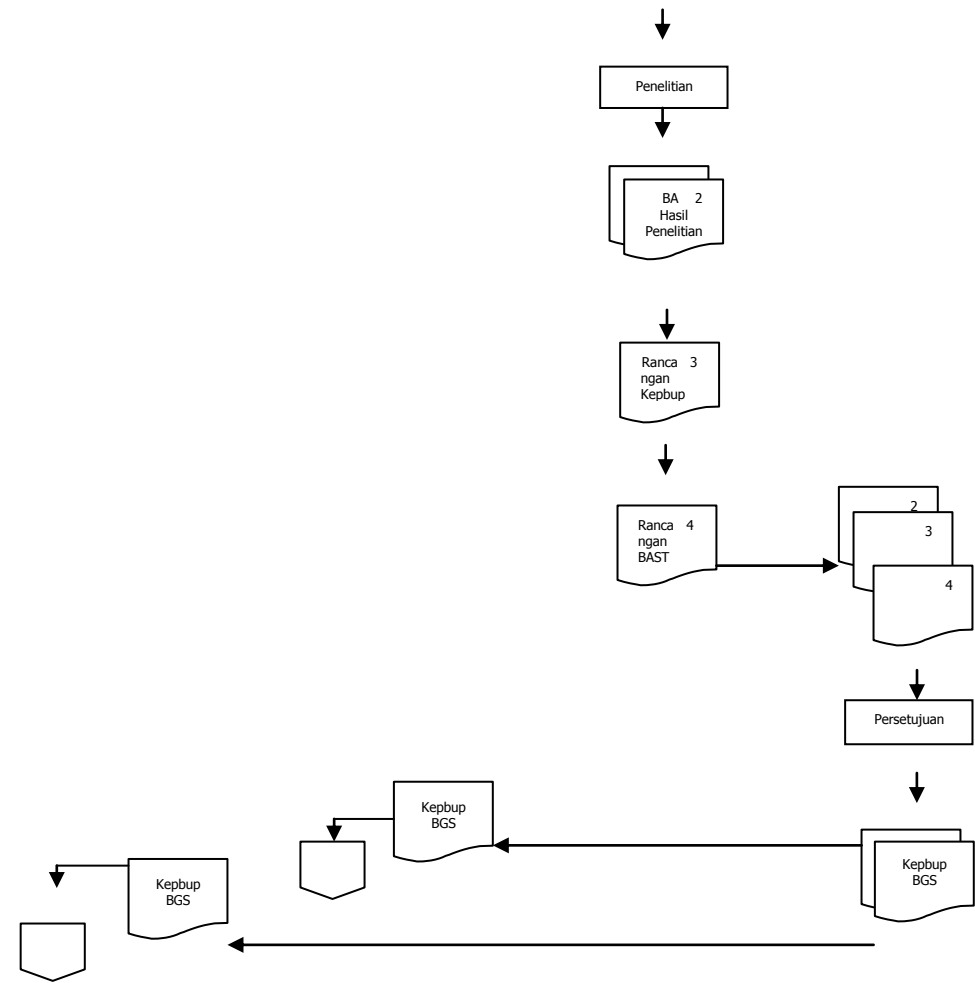 Penelitian
BA 2
Hasil
Penelitian
Ranca 3
ngan
Kepbup
Ranca 4
ngan
BAST
2
3
4
Persetujuan
Kepbup
BGS
Kepbup
BGS
Kepbup
BGS